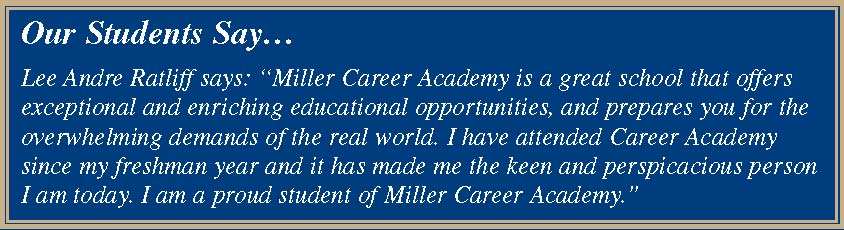 Our Students Say…
Lee Andre Ratliff says: “Miller Career Academy is a great school that offers
exceptional and enriching educational opportunities, and prepares you for the
overwhelming demands of the real world. I have attended Career Academy
since my freshman year and it has made me the keen and perspicacious person
I am today. I am a proud student of Miller Career Academy.”